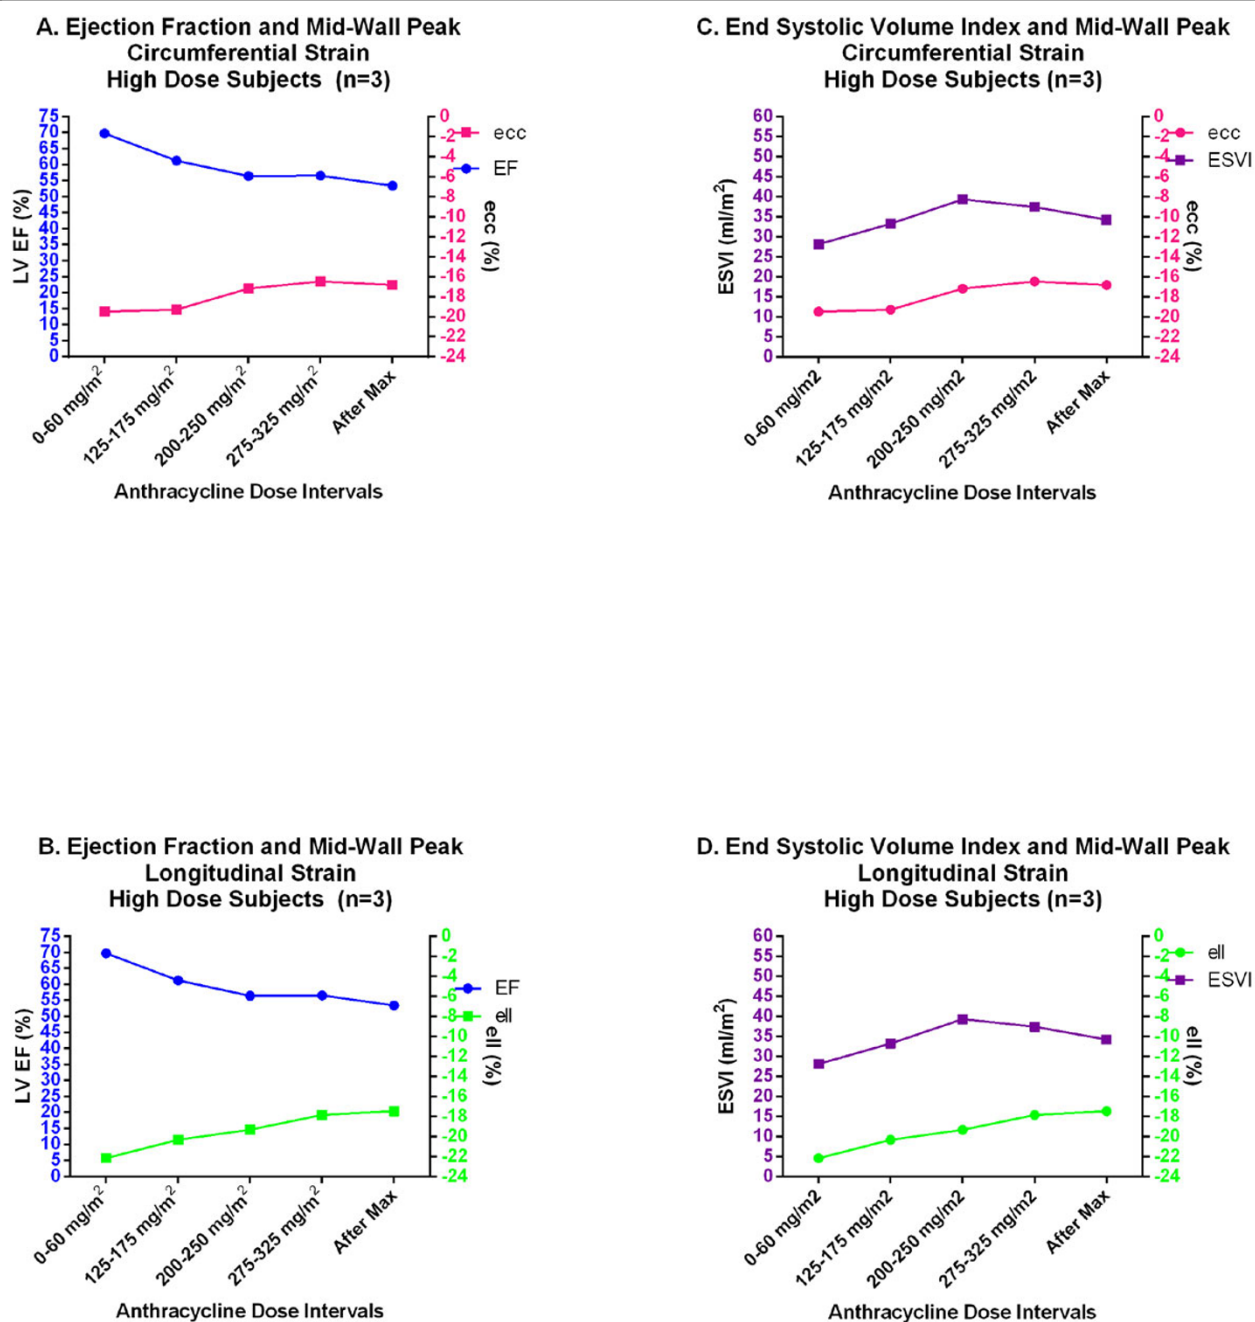 A. Ejection Fraction and Mid-Wall Peak
Circumferential Strain
High Dose Subjects (n=3)
75
70
65
60
55
50
45
40
35
30
25
20
15
10
5
0
LV EF (%)
0
-2
-4
-6
-8
-10
-12
-14
-16
-18
-20
-22
-24
ecc (%)
ecc
EF
0-60 mg/m²
125-175 mg/m²
200-250 mg/m²
275-325 mg/m²
After Max
Anthracycline Dose Intervals
C. End Systolic Volume Index and Mid-Wall Peak
Circumferential Strain
High Dose Subjects (n=3)
60
55
50
45
40
35
30
25
20
15
10
5
0
ESVI (ml/m²)
0
-2
-4
-6
-8
-10
-12
-14
-16
-18
-20
-22
-24
ecc (%)
ecc
ESVI
0-60 mg/m2
125-175 mg/m2
200-250 mg/m2
275-325 mg/m2
After Max
Anthracycline Dose Intervals
B. Ejection Fraction and Mid-Wall Peak
Longitudinal Strain
High Dose Subjects (n=3)
75
70
65
60
55
50
45
40
35
30
25
20
15
10
5
0
LV EF (%)
0
-2
-4
-6
-8
-10
-12
-14
-16
-18
-20
-22
-24
ell (%)
EF
ell
0-60 mg/m²
125-175 mg/m²
200-250 mg/m²
275-325 mg/m²
After Max
Anthracycline Dose Intervals
D. End Systolic Volume Index and Mid-Wall Peak
Longitudinal Strain
High Dose Subjects (n=3)
60
55
50
45
40
35
30
25
20
15
10
5
0
ESVI (ml/m²)
0
-2
-4
-6
-8
-10
-12
-14
-16
-18
-20
-22
-24
ell (%)
ell
ESVI
0-60 mg/m2
125-175 mg/m2
200-250 mg/m2
275-325 mg/m2
After Max
Anthracycline Dose Intervals